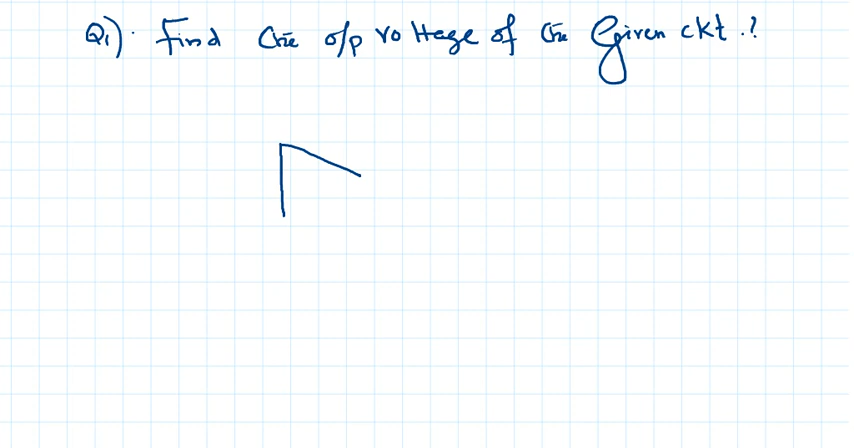 Q1). Find the o/p voltage of the given ckt.?